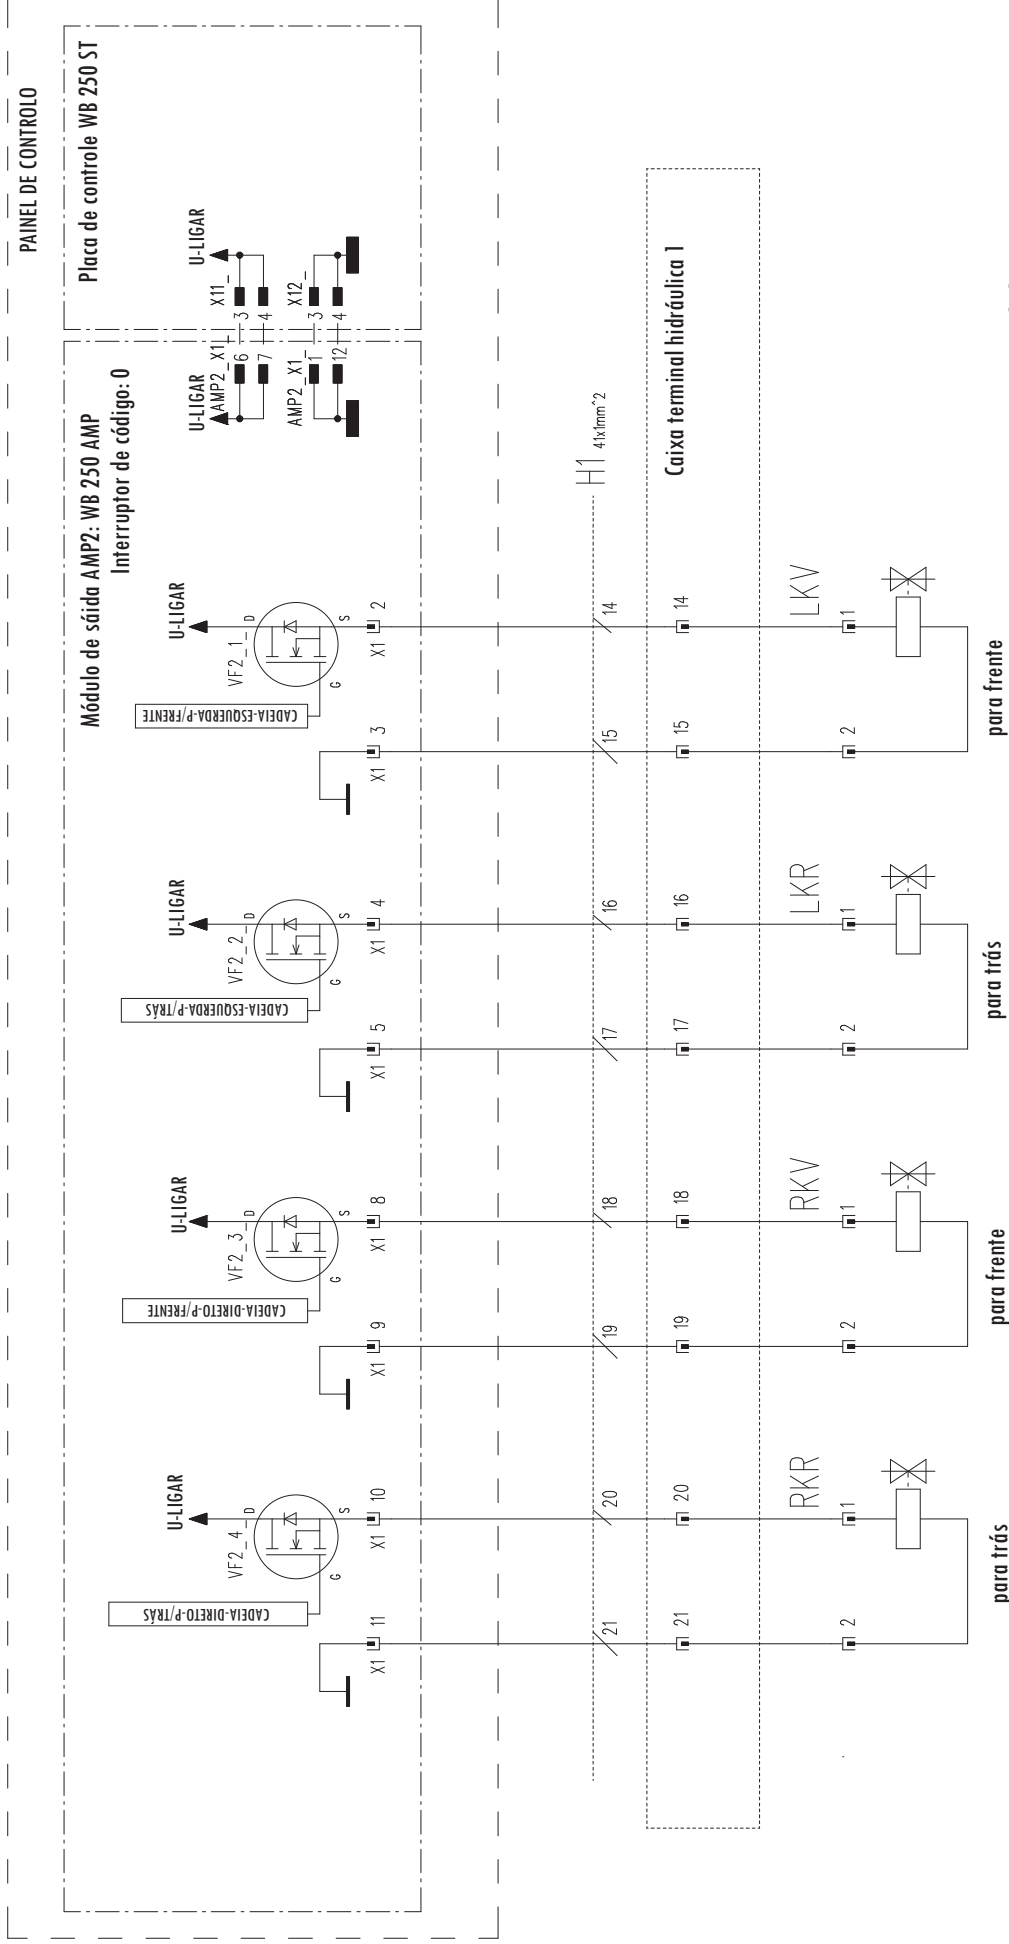 PAINEL DE CONTROLO
Placa de controle WB 250 ST
U-LIGAR
X11_
3
4
X12_
3
4
Módulo de sáida AMP2: WB 250 AMP
Interruptor de código: 0
U-LIGAR
AMP2_X1_
6
7
AMP2_X1_
1
12
CADEIA-DIRETO-P/TRÁS
U-LIGAR
VF2_4_
D
S
G
X1
11
X1
10
CADEIA-DIRETO-P/FRENTE
U-LIGAR
VF2_3_
D
S
G
X1
9
X1
8
CADEIA-ESQUERDA-P/TRÁS
U-LIGAR
VF2_2_
D
S
G
X1
5
X1
4
CADEIA-ESQUERDA-P/FRENTE
U-LIGAR
VF2_1_
D
S
G
X1
3
X1
2
21
20
19
18
17
16
15
14
H1 41x1mm^2
Caixa terminal hidráulica 1
21
20
19
18
17
16
15
14
RKR
2
1
RKV
2
1
LKR
2
1
LKV
2
1
para trás
para frente
para trás
para frente